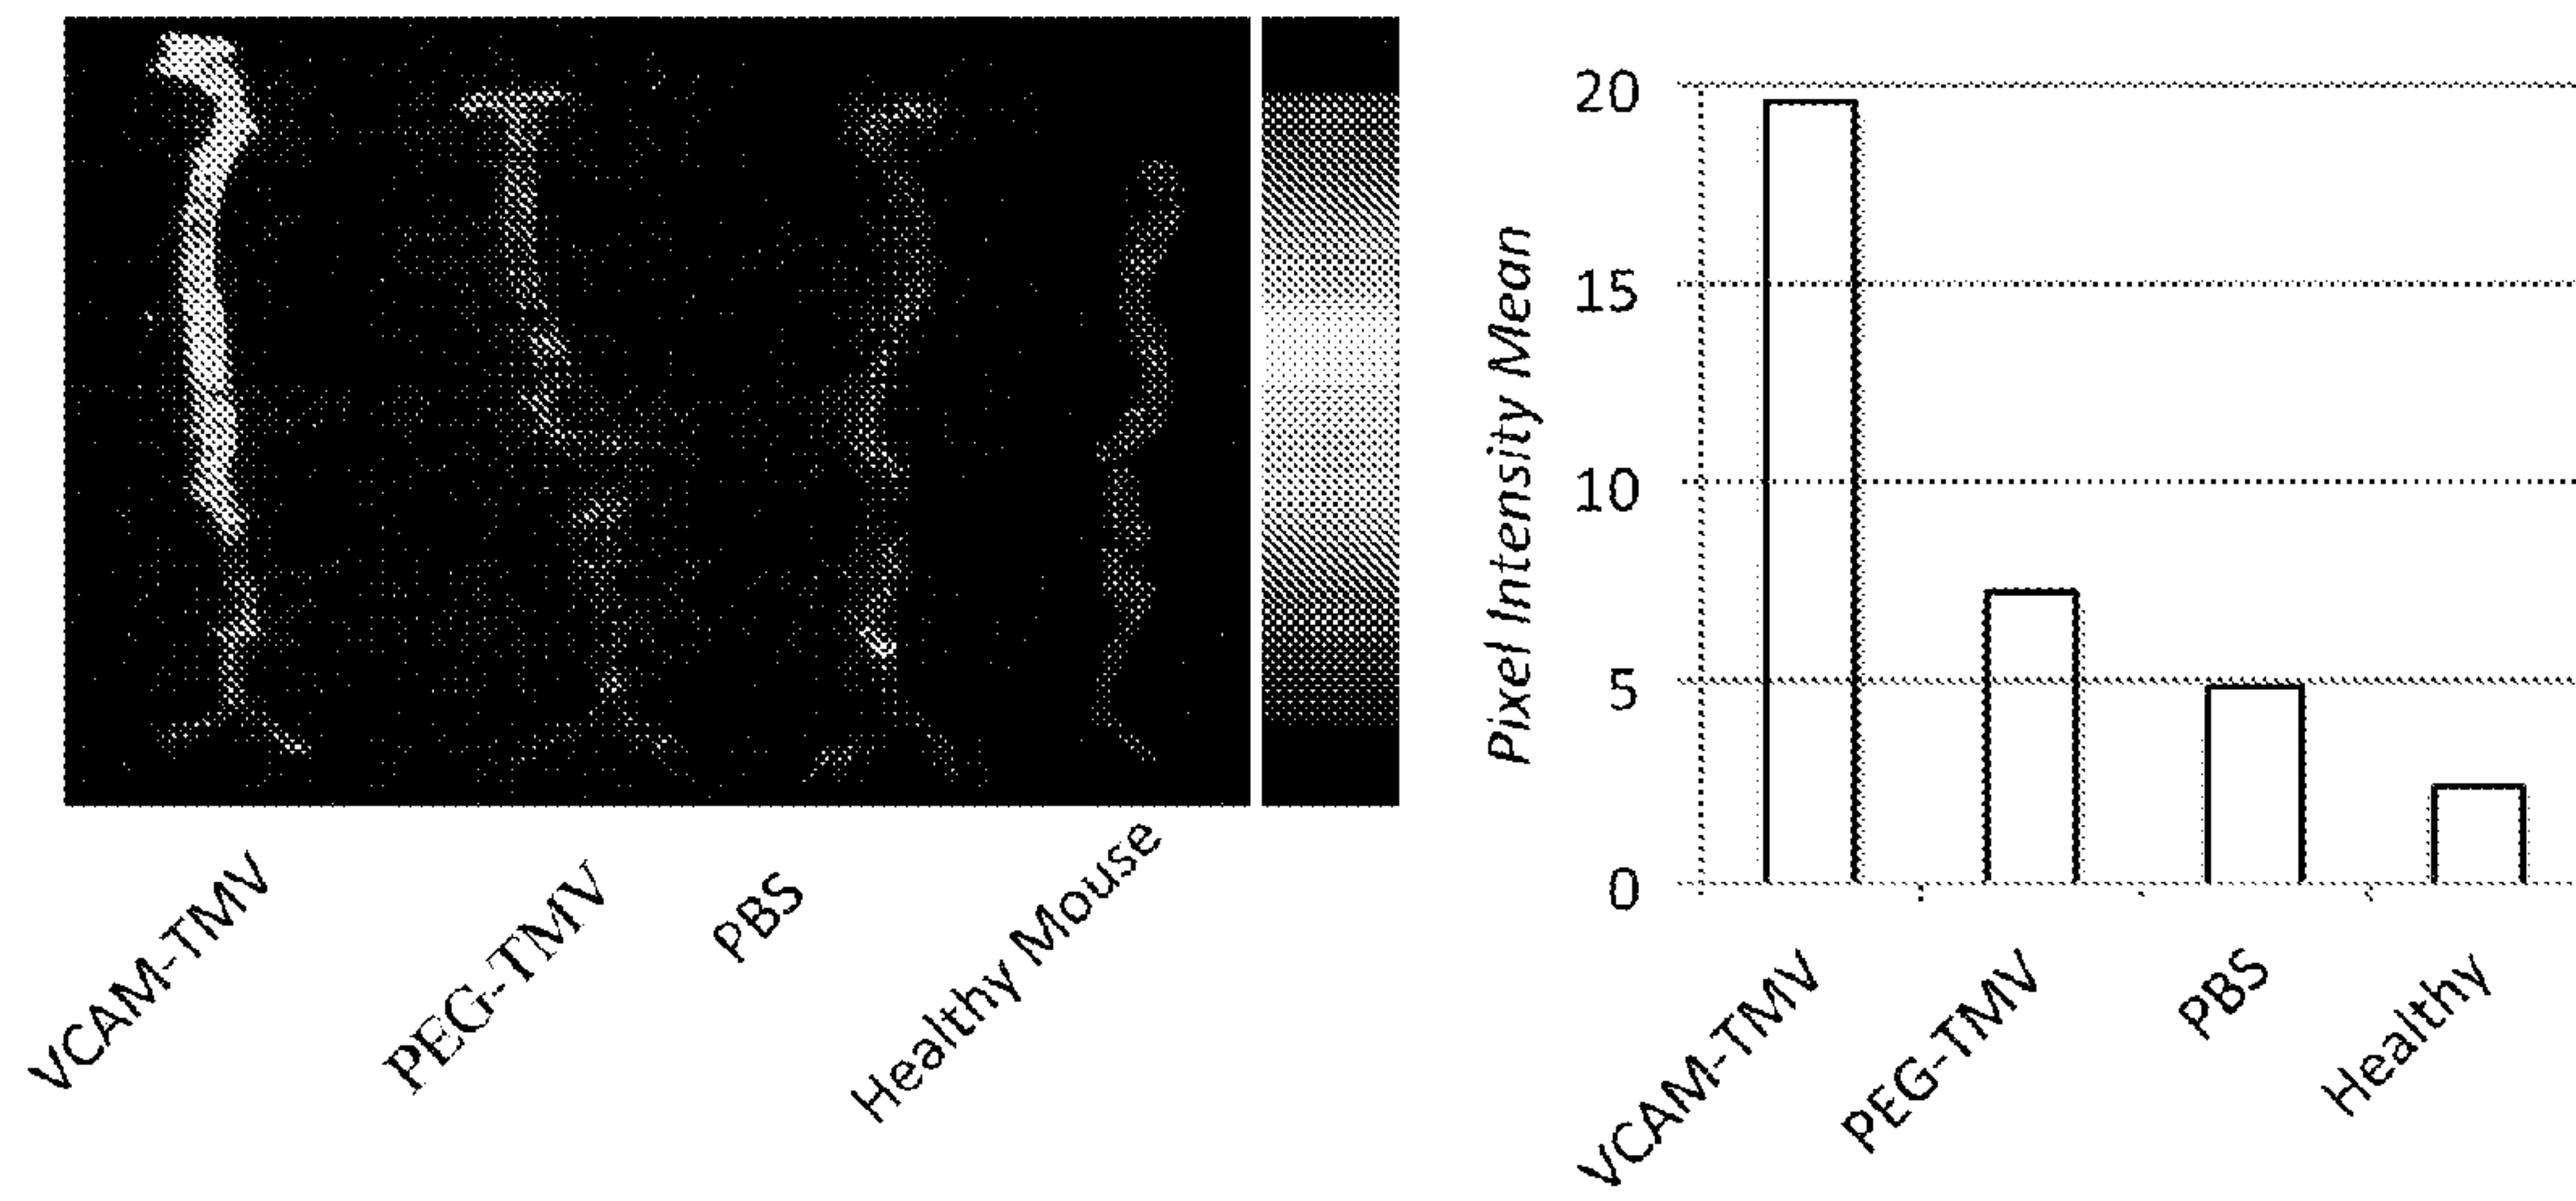 VCAM-TMV
PEG-TMV
PBS
Healthy Mouse
Pixel Intensity Mean
20
15
10
5
0
VCAM-TMV
PEG-TMV
PBS
Healthy